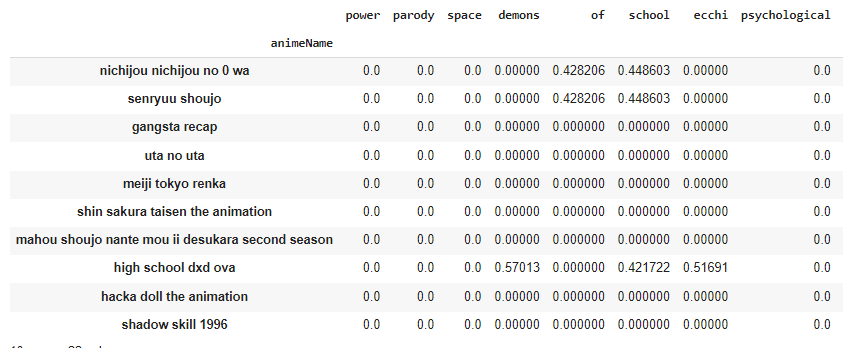 power parody space demons of school ecchi psychological
animeName
nichijou nichijou no 0 wa 0.0 0.0 0.0 0.00000 0.428206 0.448603 0.00000 0.0
senryuu shoujo 0.0 0.0 0.0 0.00000 0.428206 0.448603 0.00000 0.0
gangsta recap 0.0 0.0 0.0 0.00000 0.000000 0.000000 0.00000 0.0
uta no uta 0.0 0.0 0.0 0.00000 0.000000 0.000000 0.00000 0.0
meiji tokyo renka 0.0 0.0 0.0 0.00000 0.000000 0.000000 0.00000 0.0
shin sakura taisen the animation 0.0 0.0 0.0 0.00000 0.000000 0.000000 0.00000 0.0
mahou shoujo nante mou ii desukara second season 0.0 0.0 0.0 0.00000 0.000000 0.000000 0.00000 0.0
high school dxd ova 0.0 0.0 0.0 0.57013 0.000000 0.421722 0.51691 0.0
hacka doll the animation 0.0 0.0 0.0 0.00000 0.000000 0.000000 0.00000 0.0
shadow skill 1996 0.0 0.0 0.0 0.00000 0.000000 0.000000 0.00000 0.0